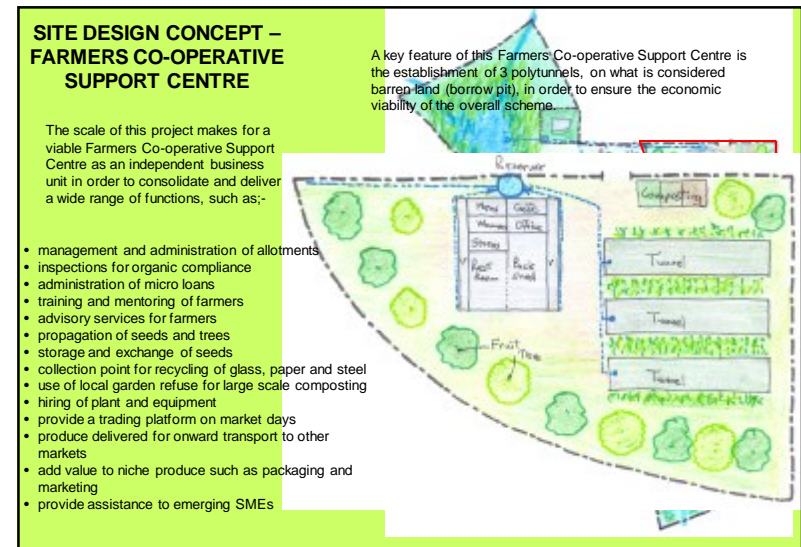 SITE DESIGN CONCEPT –
FARMERS CO-OPERATIVE
SUPPORT CENTRE
A key feature of this Farmers Co-operative Support Centre is
the establishment of 3 polytunnels, on what is considered
barren land (borrow pit), in order to ensure the economic
viability of the overall scheme.
The scale of this project makes for a
viable Farmers Co-operative Support
Centre as an independent business
unit in order to consolidate and deliver
a wide range of functions, such as;-
• management and administration of allotments
• inspections for organic compliance
• administration of micro loans
• training and mentoring of farmers
• advisory services for farmers
• propagation of seeds and trees
• storage and exchange of seeds
• collection point for recycling of glass, paper and steel
• use of local garden refuse for large scale composting
• hiring of plant and equipment
• provide a trading platform on market days
• produce delivered for onward transport to other
markets
• add value to niche produce such as packaging and
marketing
• provide assistance to emerging SMEs
Reservoir
Composting
Mens
Womens
Office
Stores
Pack
Shed
Tunnel
Tunnel
Tunnel
Fruit
Trees